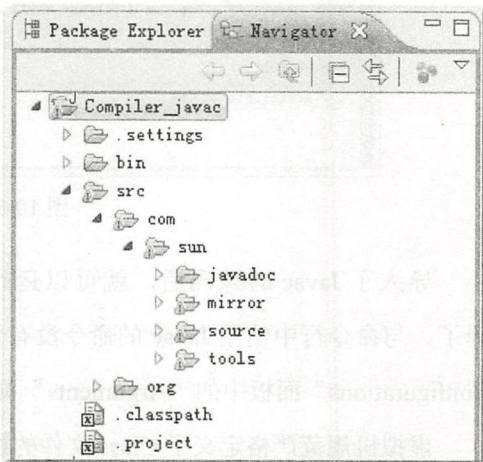 Package Explorer Navigator
Compiler_javac
.settings
bin
src
com
sun
javadoc
mirror
source
tools
org
.classpath
.project